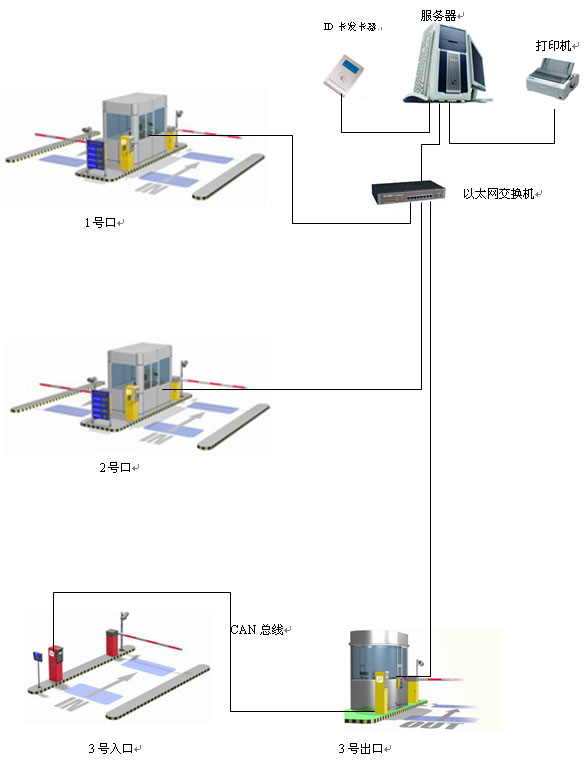 服务器
ID 卡发卡器
打印机
以太网交换机
1号口
IN
2号口
IN
CAN 总线
IN
OUT
3号入口
3号出口